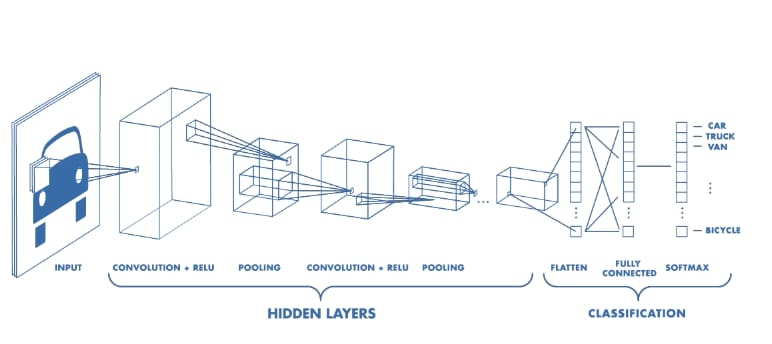 CAR
TRUCK
VAN
BICYCLE
INPUT
CONVOLUTION + RELU
POOLING
CONVOLUTION + RELU
POOLING
FLATTEN
FULLY
CONNECTED
SOFTMAX
HIDDEN LAYERS
CLASSIFICATION